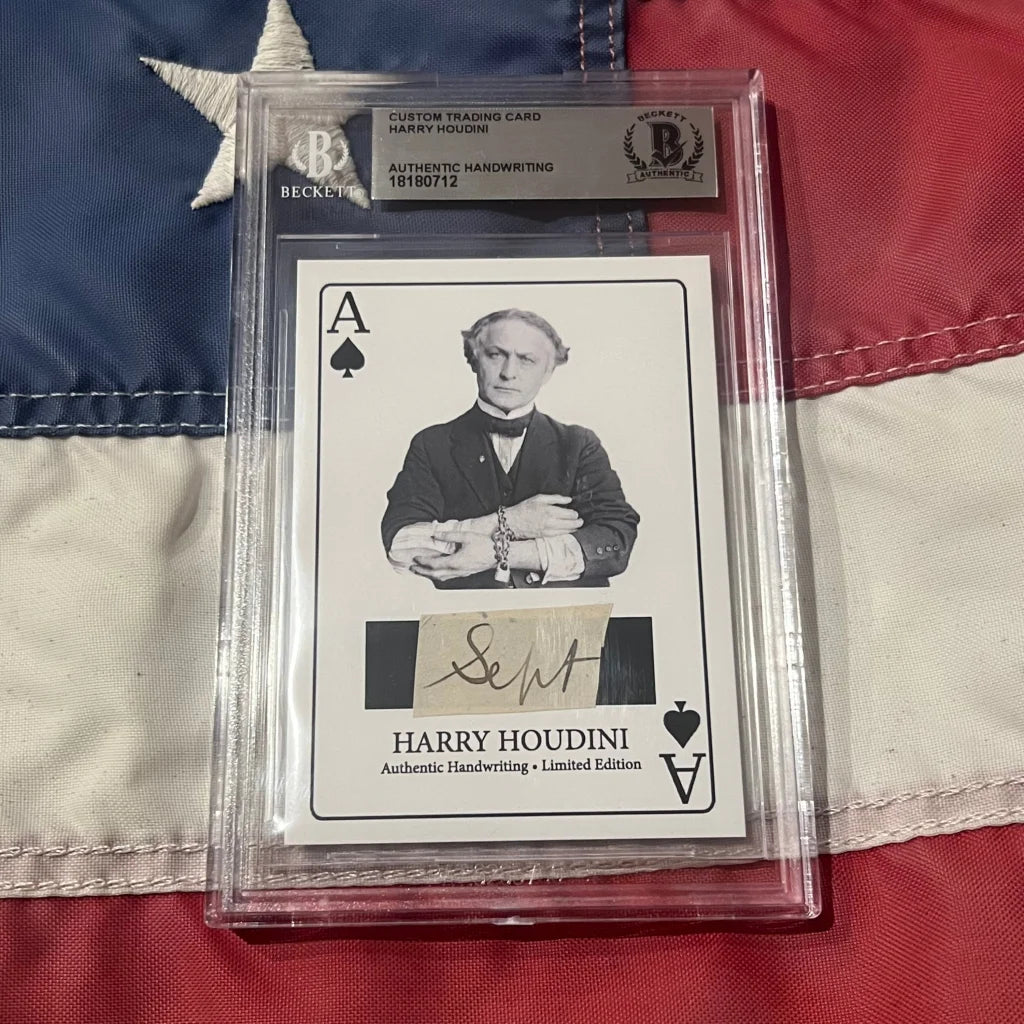 CUSTOM TRADING CARD
HARRY HOUDINI
AUTHENTIC HANDWRITING
18180712
B
BECKETT
BECKETT
B
AUTHENTIC
A
Sept
HARRY HOUDINI
Authentic Handwriting • Limited Edition
A